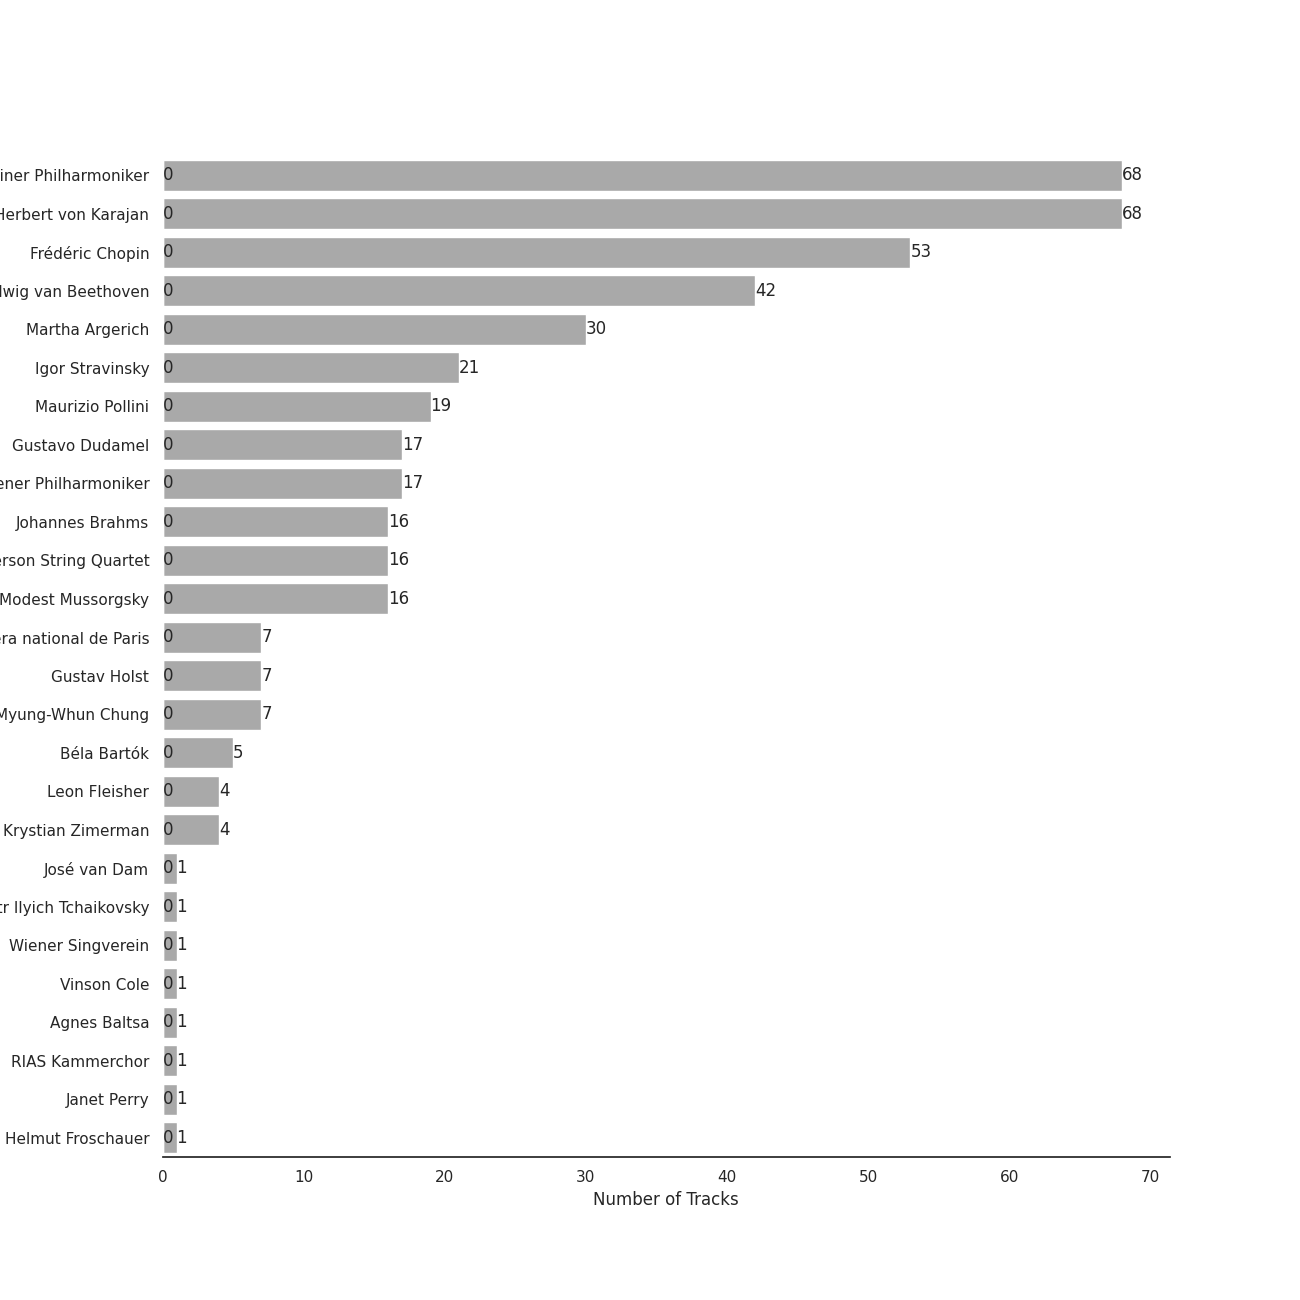 iner Philharmoniker 0 68
Herbert von Karajan 0 68
Frédéric Chopin 0 53
dwig van Beethoven 0 42
Martha Argerich 0 30
Igor Stravinsky 0 21
Maurizio Pollini 0 19
Gustavo Dudamel 0 17
ener Philharmoniker 0 17
Johannes Brahms 0 16
erson String Quartet 0 16
Modest Mussorgsky 0 16
era national de Paris 0 7
Gustav Holst 0 7
Myung-Whun Chung 0 7
Béla Bartók 0 5
Leon Fleisher 0 4
Krystian Zimerman 0 4
José van Dam 0 1
tr Ilyich Tchaikovsky 0 1
Wiener Singverein 0 1
Vinson Cole 0 1
Agnes Baltsa 0 1
RIAS Kammerchor 0 1
Janet Perry 0 1
Helmut Froschauer 0 1
0 10 20 30 40 50 60 70
Number of Tracks